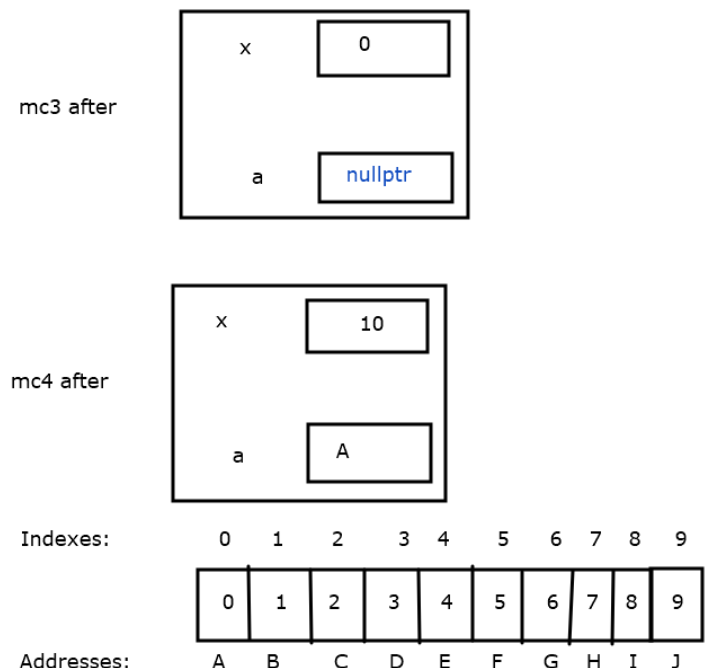 x 0
mc3 after
a nullptr
x 10
mc4 after
a A
Indexes: 0 1 2 3 4 5 6 7 8 9
0 1 2 3 4 5 6 7 8 9
Addresses: A B C D E F G H I J